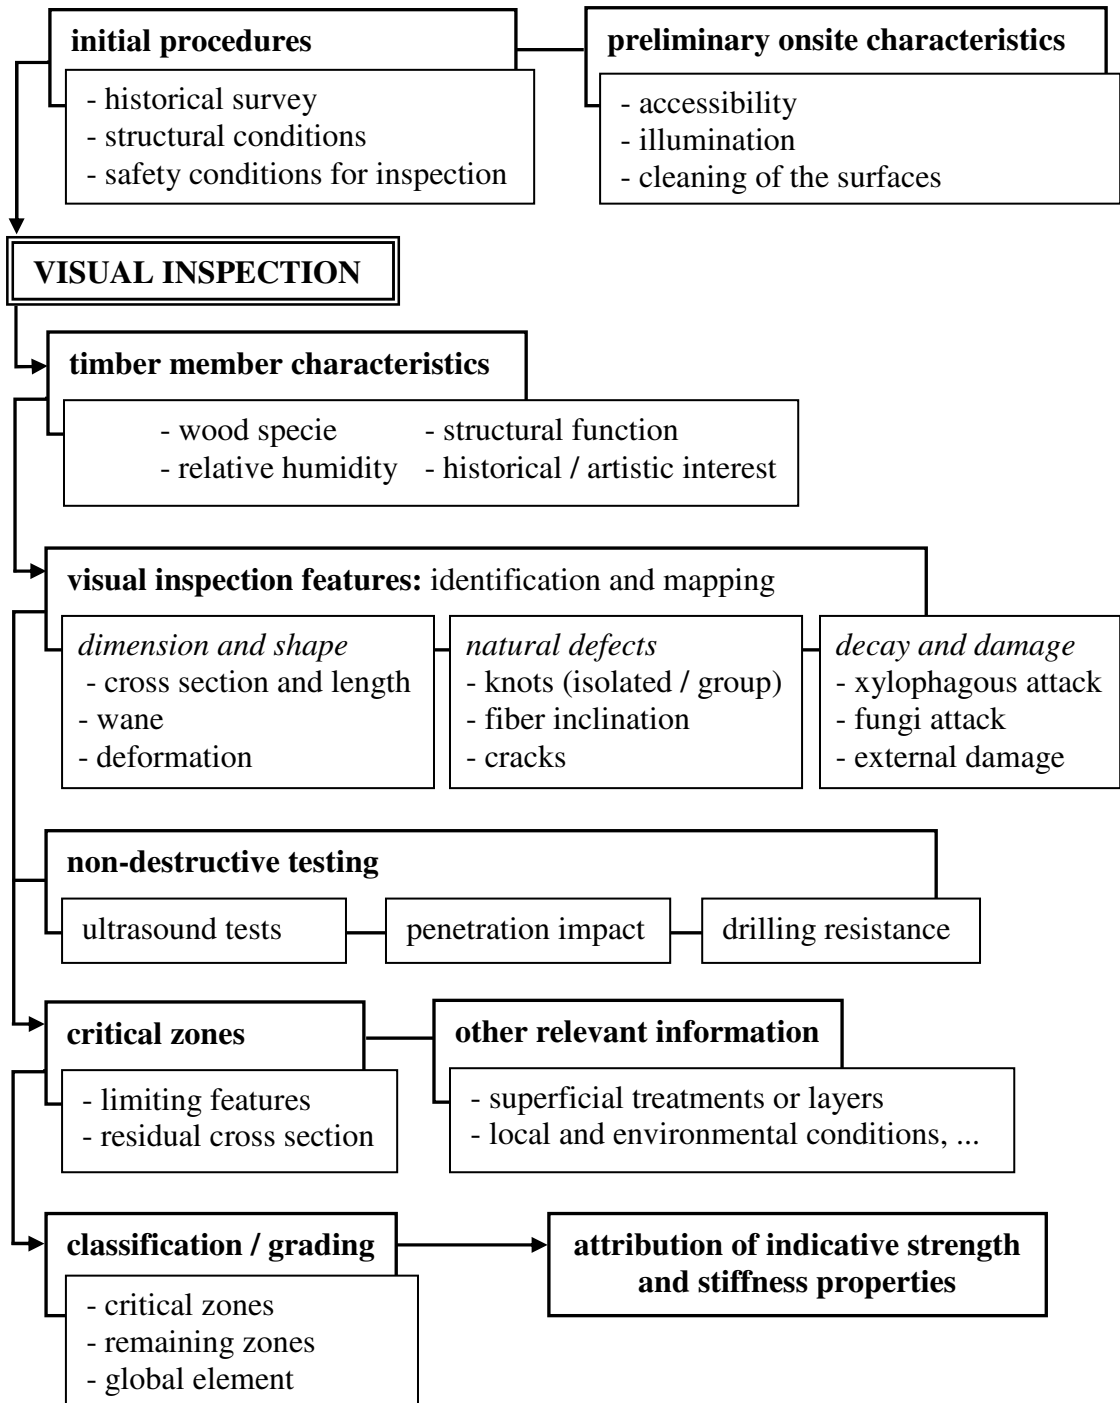 initial procedures
- historical survey
- structural conditions
- safety conditions for inspection
preliminary onsite characteristics
- accessibility
- illumination
- cleaning of the surfaces
VISUAL INSPECTION
timber member characteristics
- wood specie
- relative humidity
- structural function
- historical / artistic interest
visual inspection features: identification and mapping
dimension and shape
- cross section and length
- wane
- deformation
natural defects
- knots (isolated / group)
- fiber inclination
- cracks
decay and damage
- xylophagous attack
- fungi attack
- external damage
non-destructive testing
ultrasound tests
penetration impact
drilling resistance
critical zones
- limiting features
- residual cross section
other relevant information
- superficial treatments or layers
- local and environmental conditions, ...
classification / grading
- critical zones
- remaining zones
- global element
attribution of indicative strength
and stiffness properties